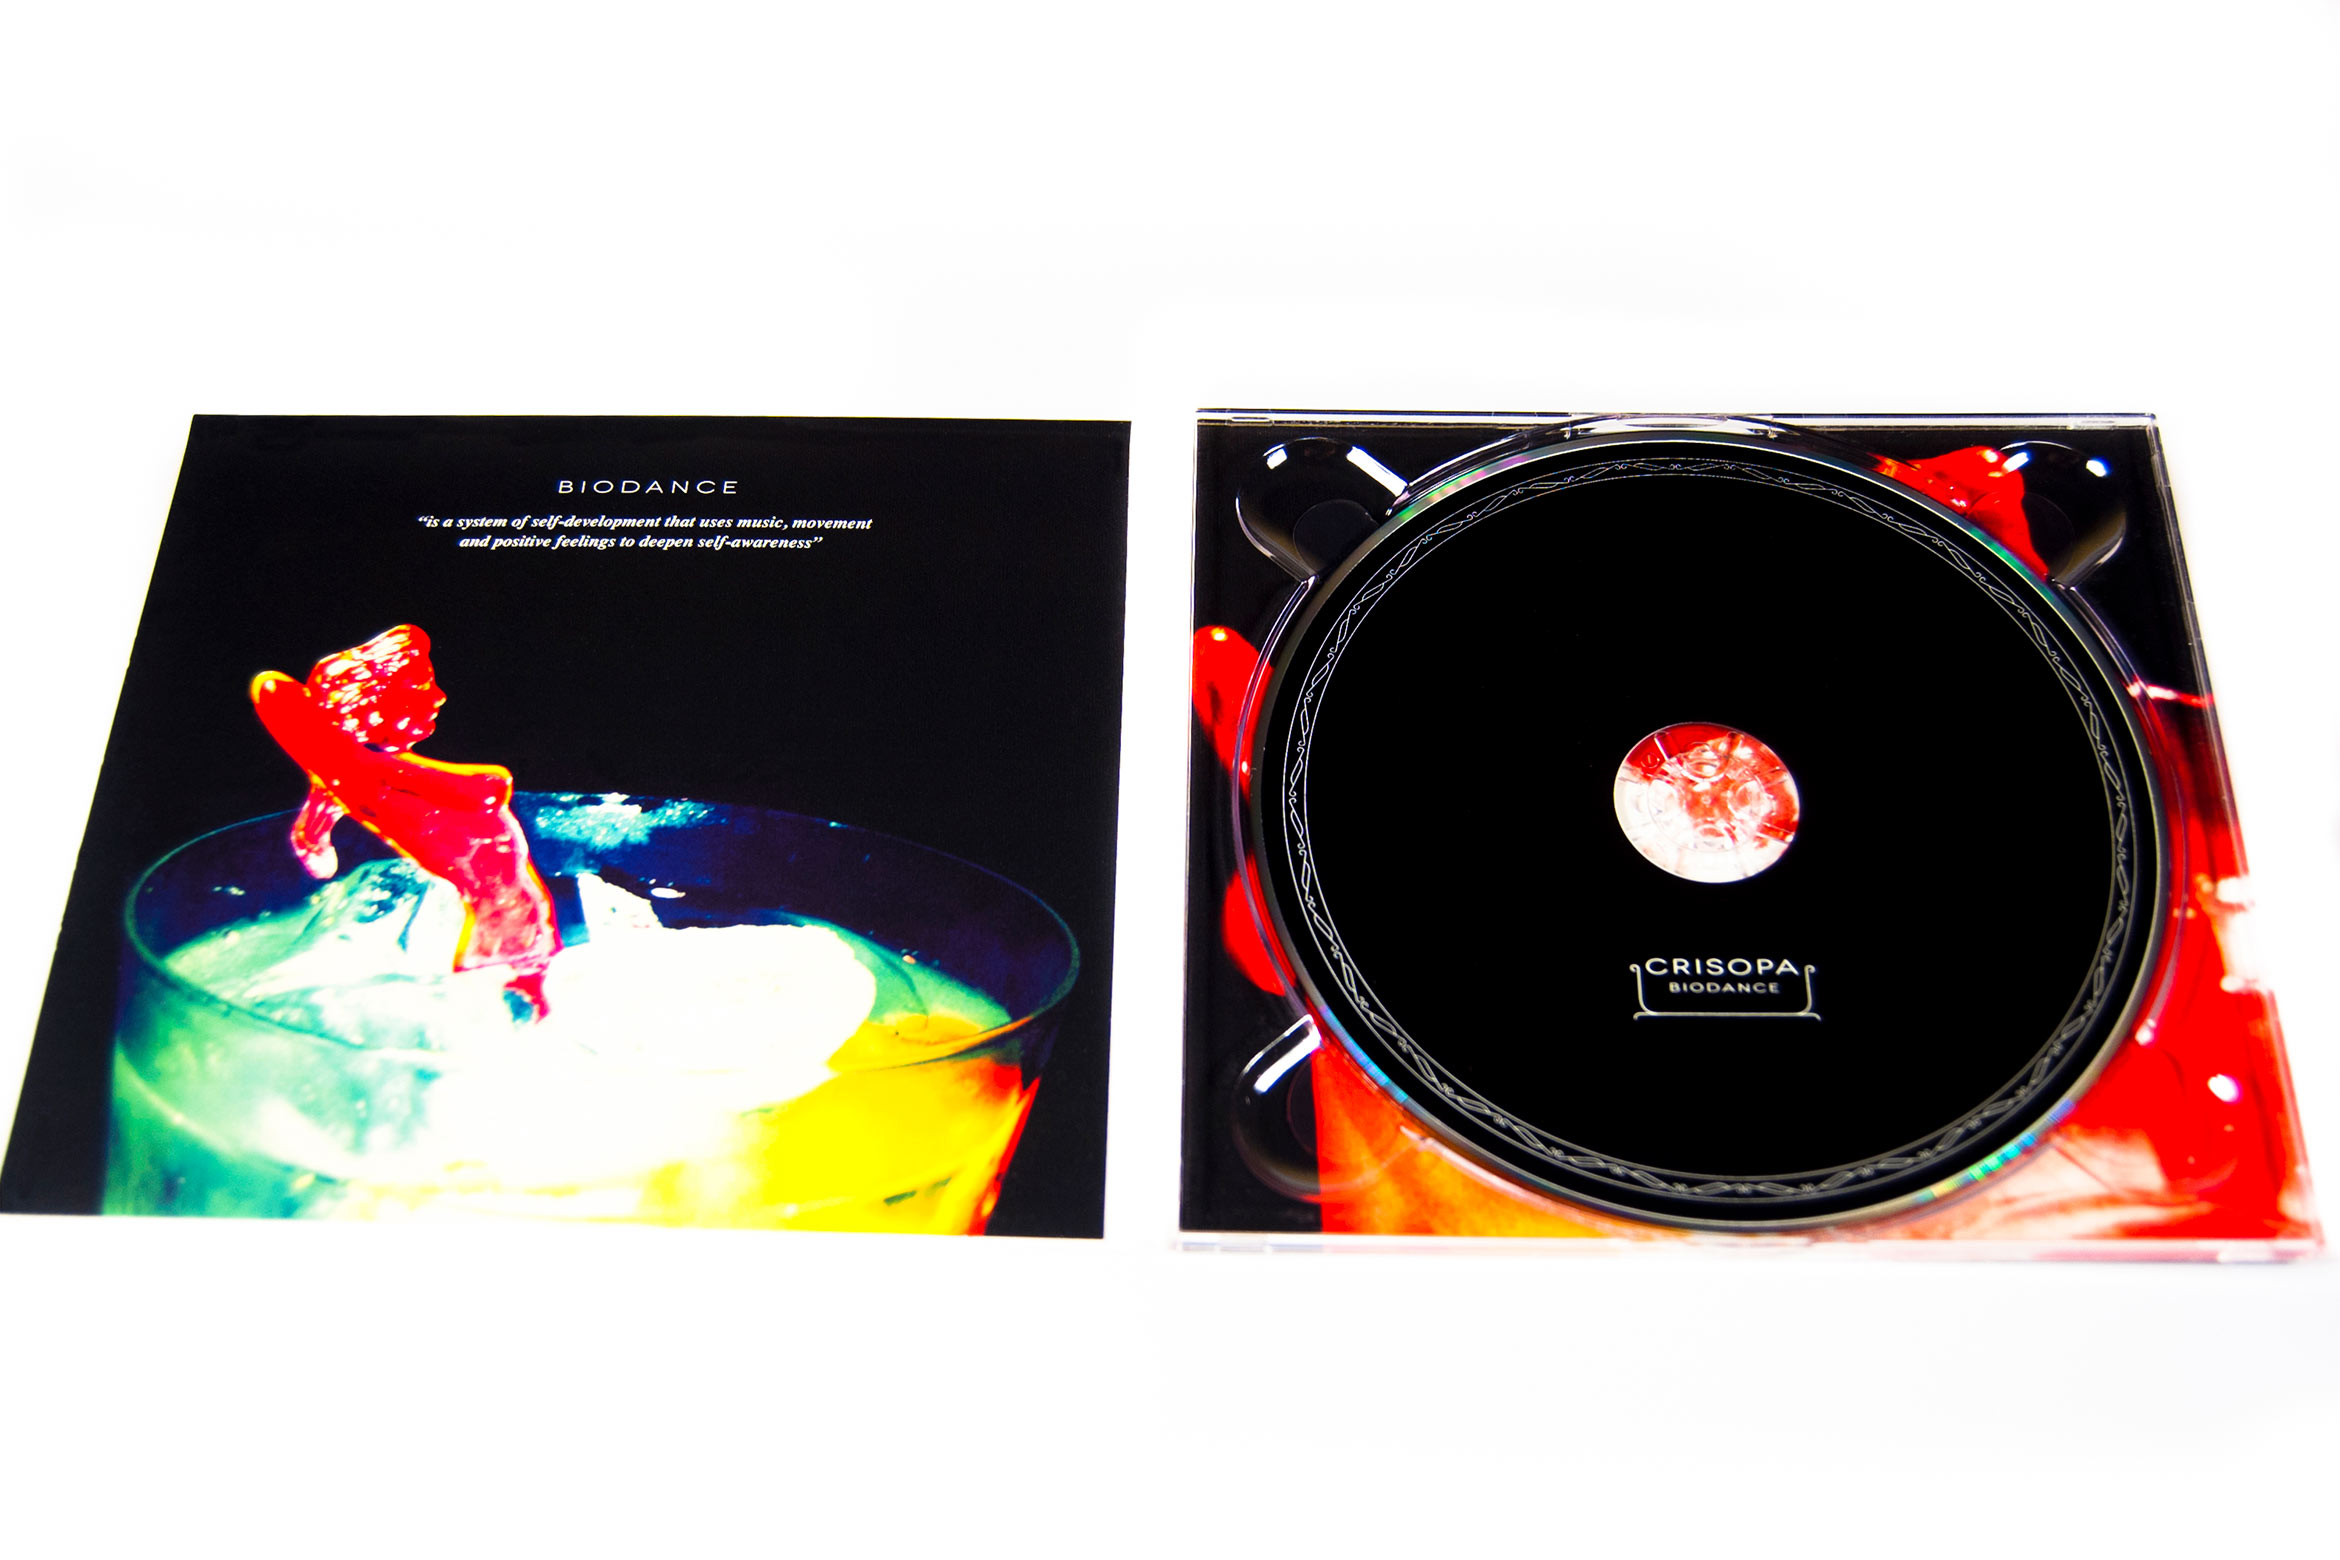 BIODANCE
“is a system of self-development that uses music, movement
and positive feelings to deepen self-awareness”
CRISOPA
BIODANCE